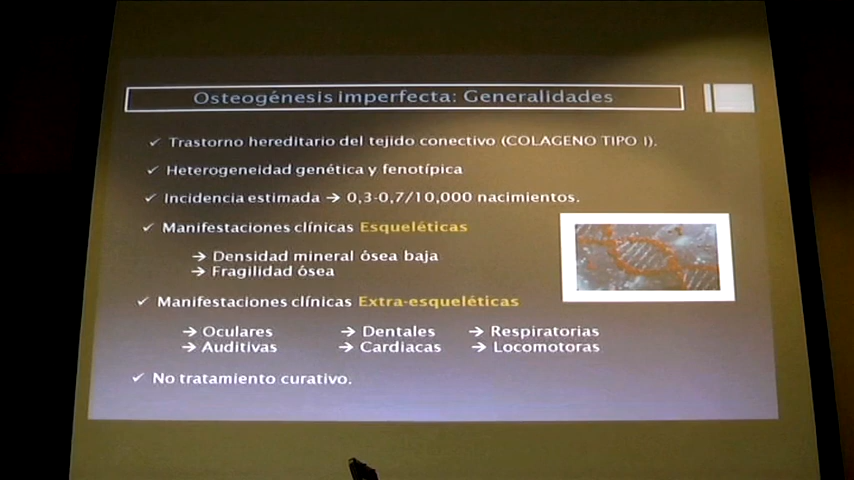 Osteogénesis imperfecta: Generalidades
✓ Trastorno hereditario del tejido conectivo (COLAGENO TIPO I).
✓ Heterogeneidad genética y fenotípica
✓ Incidencia estimada → 0,3-0,7/10,000 nacimientos.
✓ Manifestaciones clínicas Esqueléticas
→ Densidad mineral ósea baja
→ Fragilidad ósea
✓ Manifestaciones clínicas Extra-esqueléticas
→ Oculares → Dentales → Respiratorias
→ Auditivas → Cardiacas → Locomotoras
✓ No tratamiento curativo.